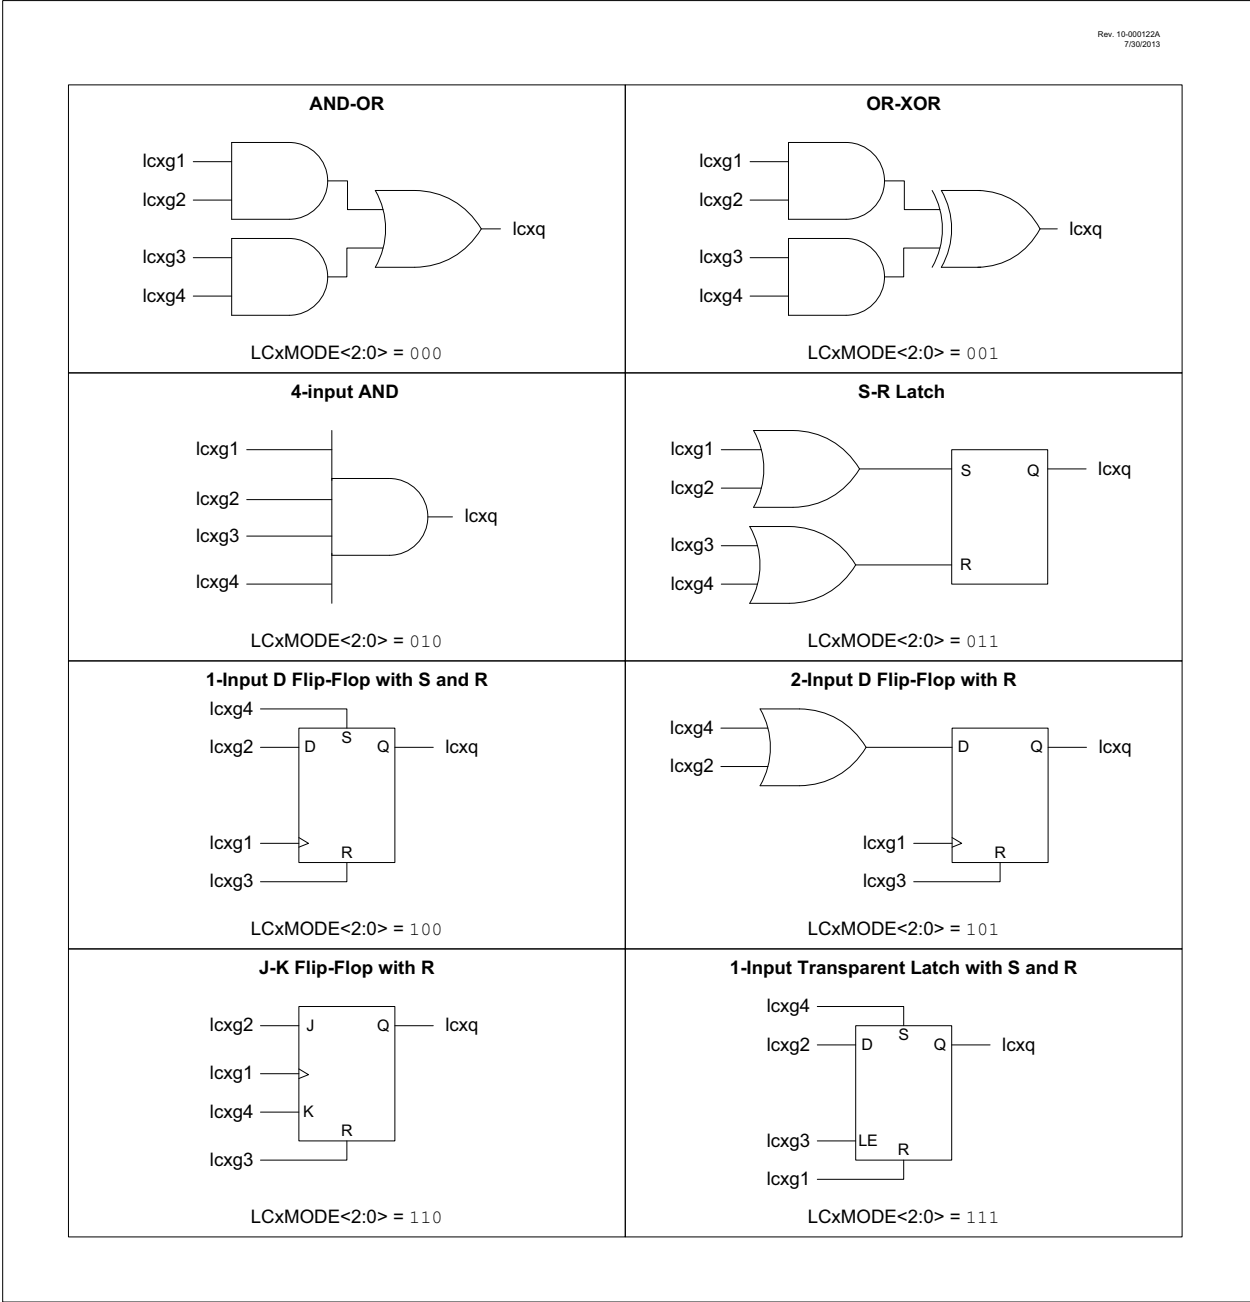 Rev. 10-000122A
7/30/2013
AND-OR
lcxg1
lcxg2
lcxg3
lcxg4
lcxq
LCxMODE<2:0> = 000
OR-XOR
lcxg1
lcxg2
lcxg3
lcxg4
lcxq
LCxMODE<2:0> = 001
4-input AND
lcxg1
lcxg2
lcxg3
lcxg4
lcxq
LCxMODE<2:0> = 010
S-R Latch
lcxg1
lcxg2
lcxg3
lcxg4
S Q
R
lcxq
LCxMODE<2:0> = 011
1-Input D Flip-Flop with S and R
lcxg4
lcxg2
D S Q
lcxq
lcxg1
R
lcxg3
LCxMODE<2:0> = 100
2-Input D Flip-Flop with R
lcxg4
lcxg2
D Q
lcxq
lcxg1
R
lcxg3
LCxMODE<2:0> = 101
J-K Flip-Flop with R
lcxg2
J Q
lcxq
lcxg1
lcxg4
K
R
lcxg3
LCxMODE<2:0> = 110
1-Input Transparent Latch with S and R
lcxg4
lcxg2
D S Q
lcxq
lcxg3
LE
R
lcxg1
LCxMODE<2:0> = 111